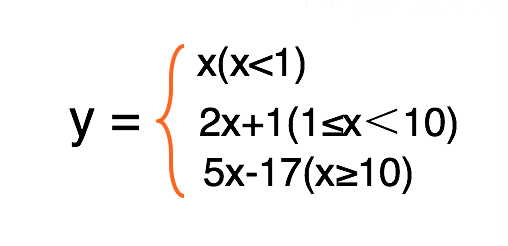 x(x<1)
y = 2x+1(1≤x＜10)
5x-17(x≥10)